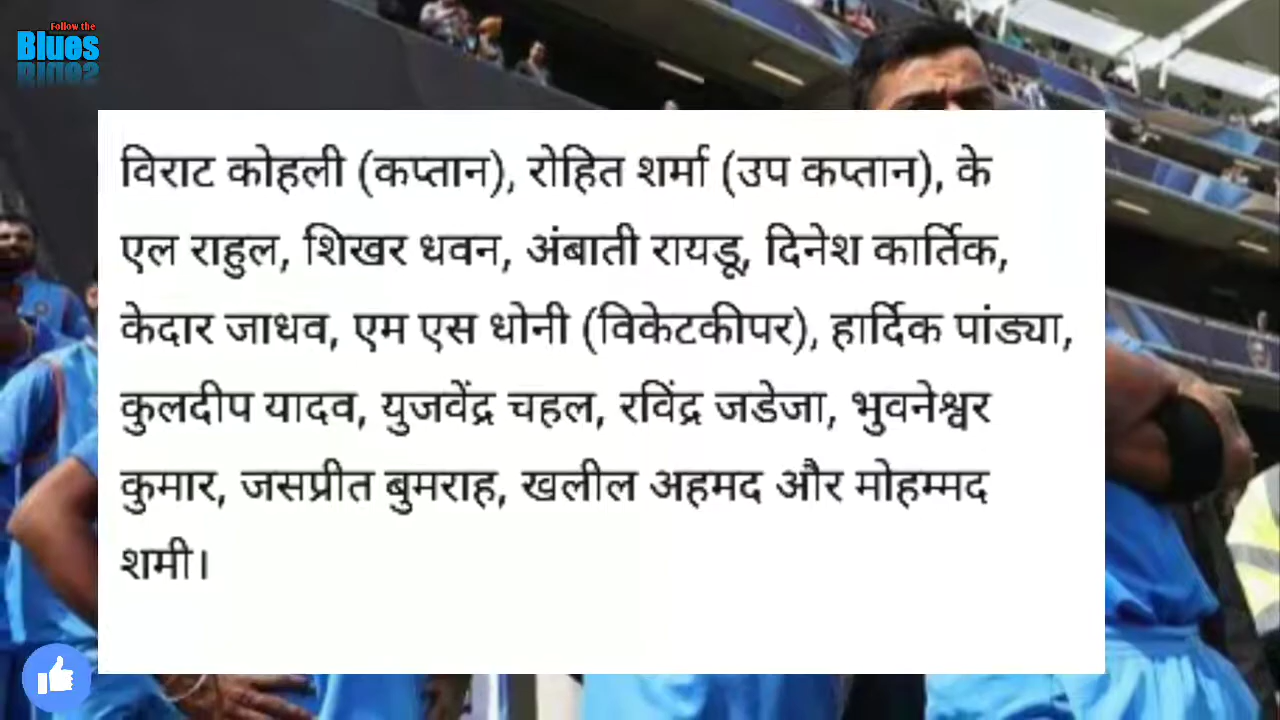 Follow the
Blues
विराट कोहली (कप्तान), रोहित शर्मा (उप कप्तान), के
एल राहुल, शिखर धवन, अंबाती रायडू, दिनेश कार्तिक,
केदार जाधव, एम एस धोनी (विकेटकीपर), हार्दिक पांड्या,
कुलदीप यादव, युजवेंद्र चहल, रविंद्र जडेजा, भुवनेश्वर
कुमार, जसप्रीत बुमराह, खलील अहमद और मोहम्मद
शमी।